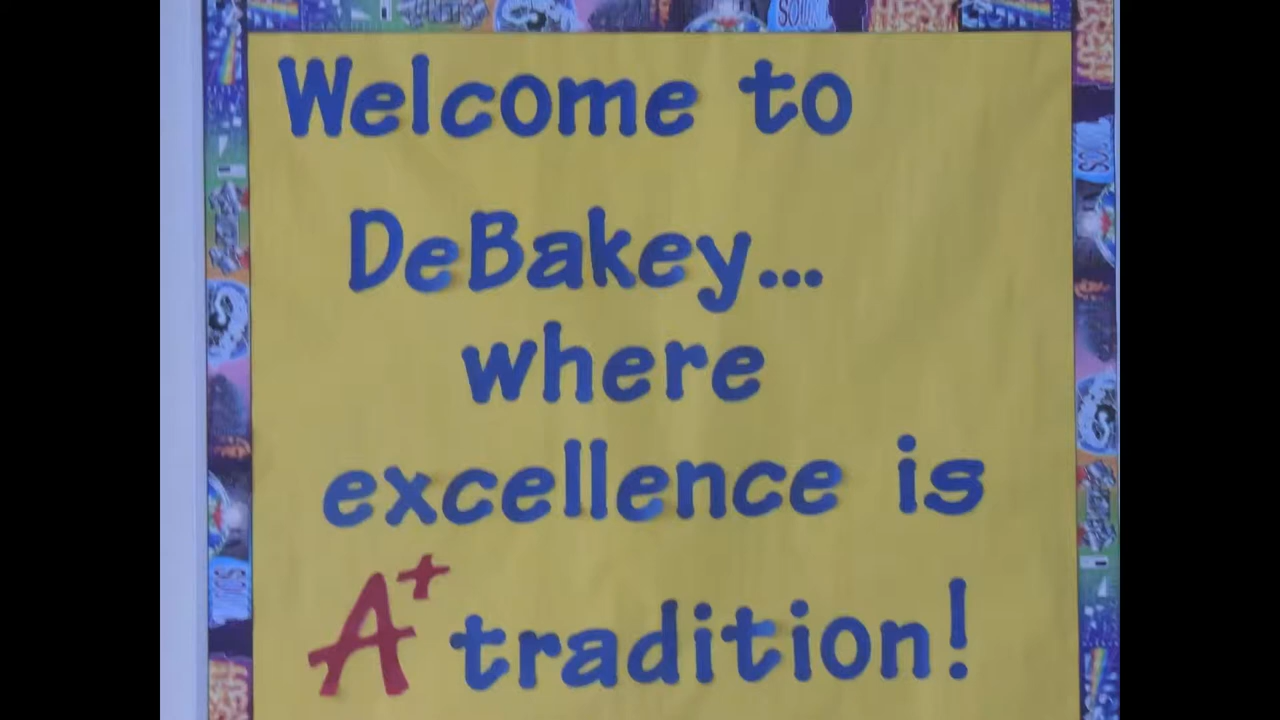 Welcome to
DeBakey...
where
excellence is
A+ tradition!